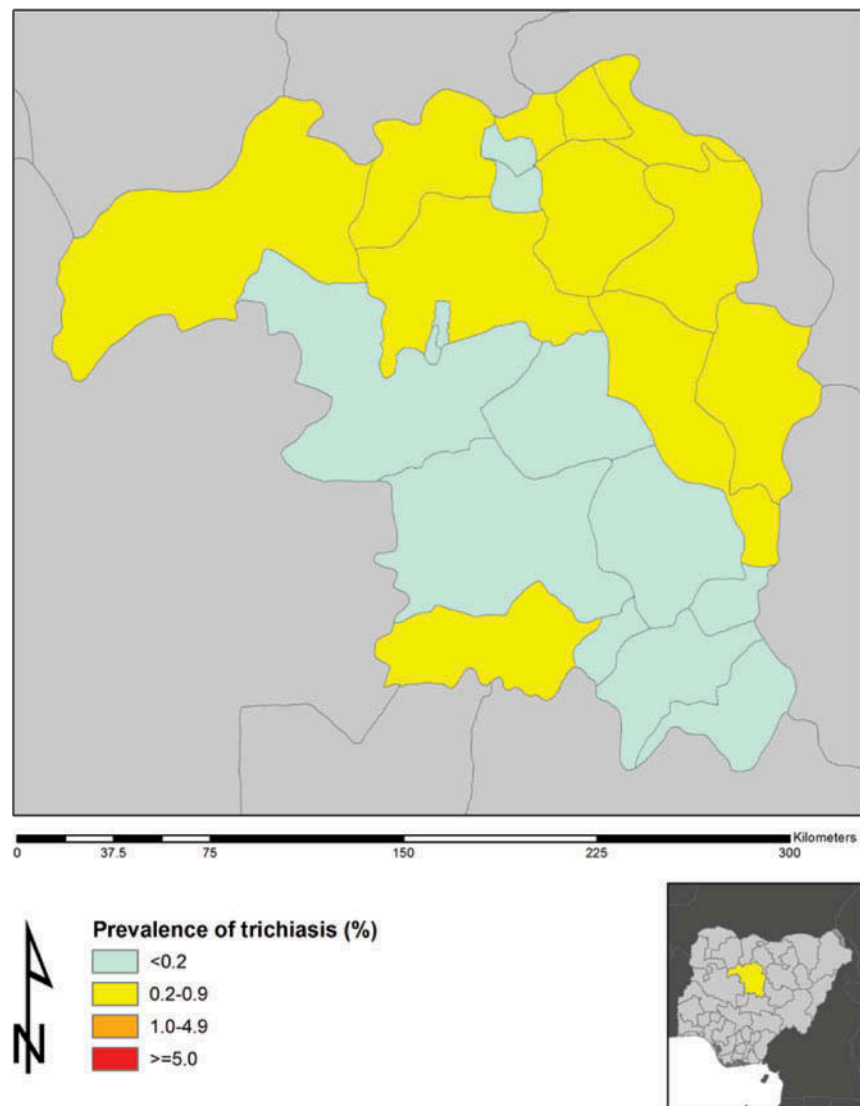 Kilometers
0 37.5 75 150 225 300
N
Prevalence of trichiasis (%)
<0.2
0.2-0.9
1.0-4.9
>=5.0